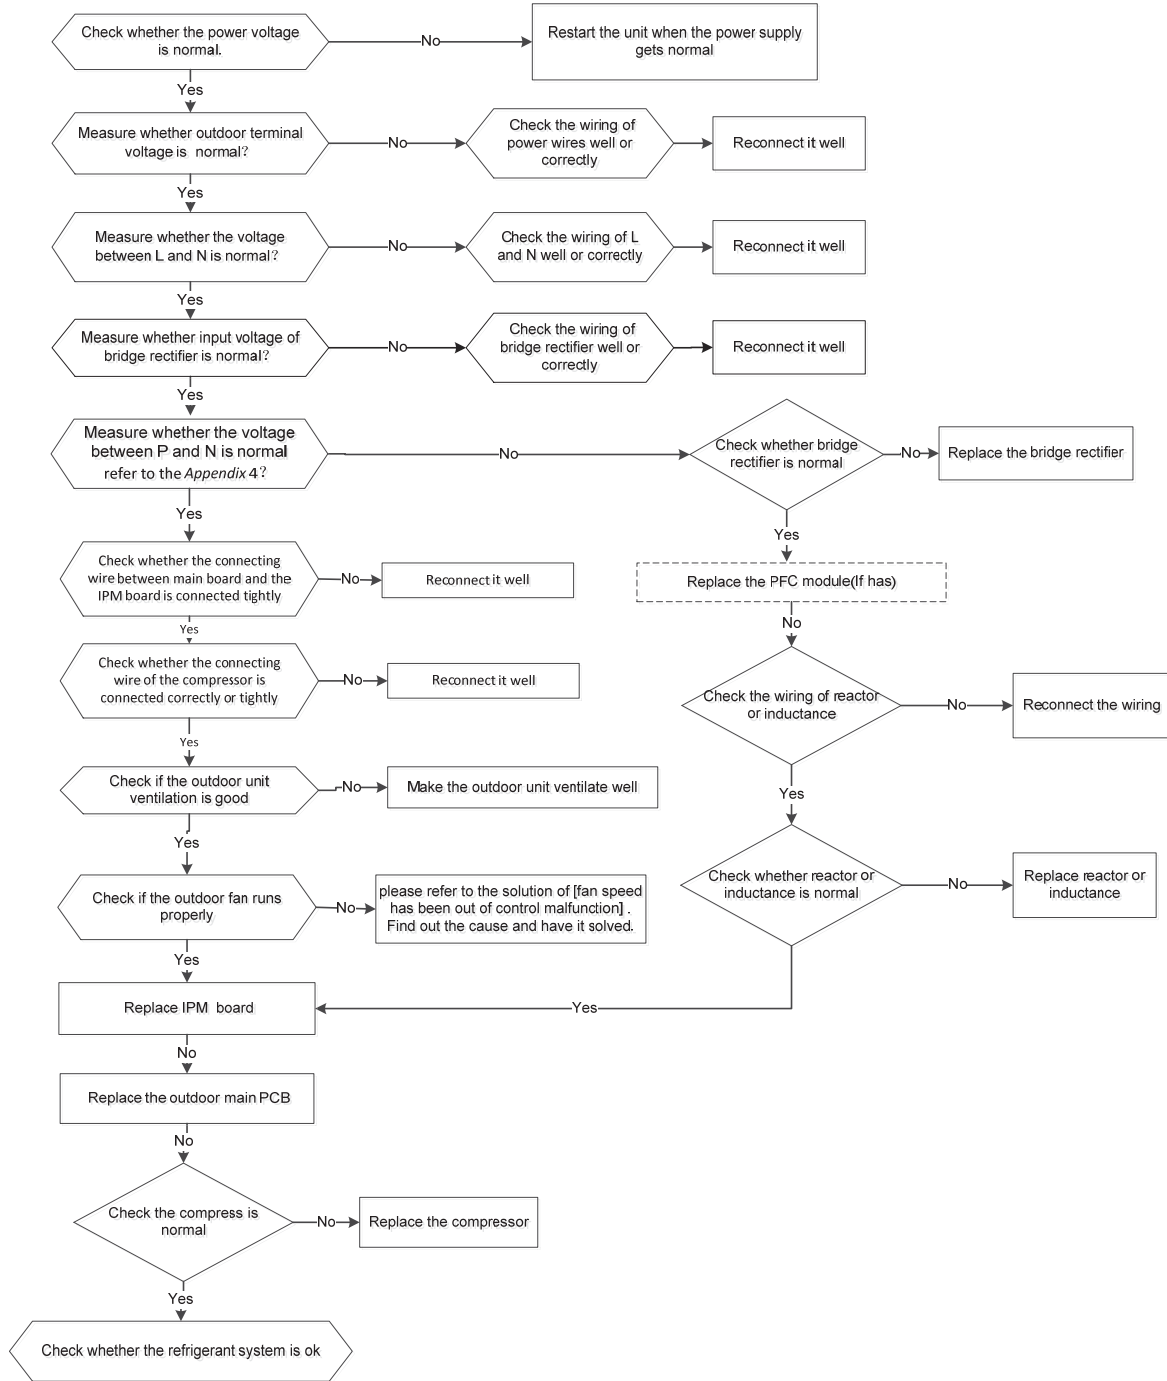 Check whether the power voltage
is normal.
No
Restart the unit when the power supply
gets normal
Yes
Measure whether outdoor terminal
voltage is normal?
No
Check the wiring of
power wires well or
correctly
Reconnect it well
Yes
Measure whether the voltage
between L and N is normal?
No
Check the wiring of L
and N well or correctly
Reconnect it well
Yes
Measure whether input voltage of
bridge rectifier is normal?
No
Check the wiring of
bridge rectifier well or
correctly
Reconnect it well
Yes
Measure whether the voltage
between P and N is normal
refer to the Appendix 4?
No
Check whether bridge
rectifier is normal
No
Replace the bridge rectifier
Yes
Yes
Check whether the connecting
wire between main board and the
IPM board is connected tightly
No
Reconnect it well
Replace the PFC module(If has)
Yes
No
Check whether the connecting
wire of the compressor is
connected correctly or tightly
No
Reconnect it well
Check the wiring of reactor
or inductance
No
Reconnect the wiring
Yes
Check if the outdoor unit
ventilation is good
No
Make the outdoor unit ventilate well
Yes
Yes
Check if the outdoor fan runs
properly
No
please refer to the solution of [fan speed
has been out of control malfunction] .
Find out the cause and have it solved.
Check whether reactor or
inductance is normal
No
Replace reactor or
inductance
Yes
Replace IPM board
Yes
No
Replace the outdoor main PCB
No
Check the compress is
normal
No
Replace the compressor
Yes
Check whether the refrigerant system is ok